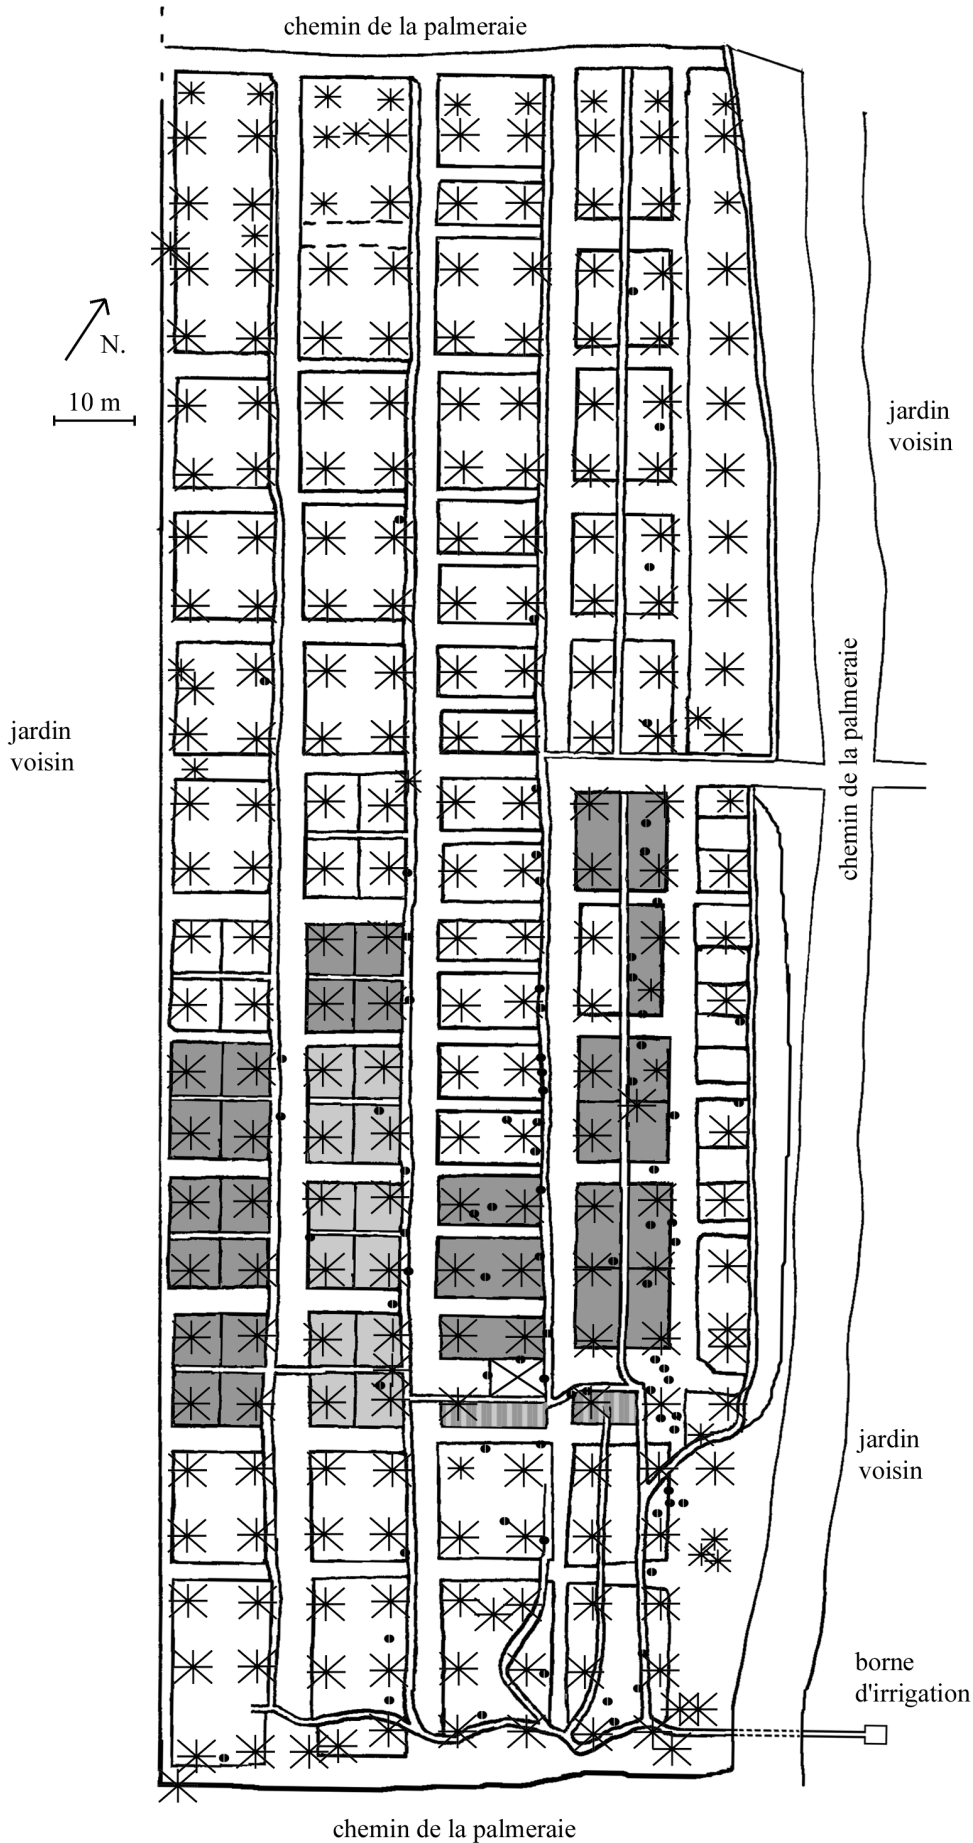 chemin de la palmeraie
N.
10 m
jardin
voisin
jardin
voisin
chemin de la palmeraie
jardin
voisin
borne
d'irrigation
chemin de la palmeraie